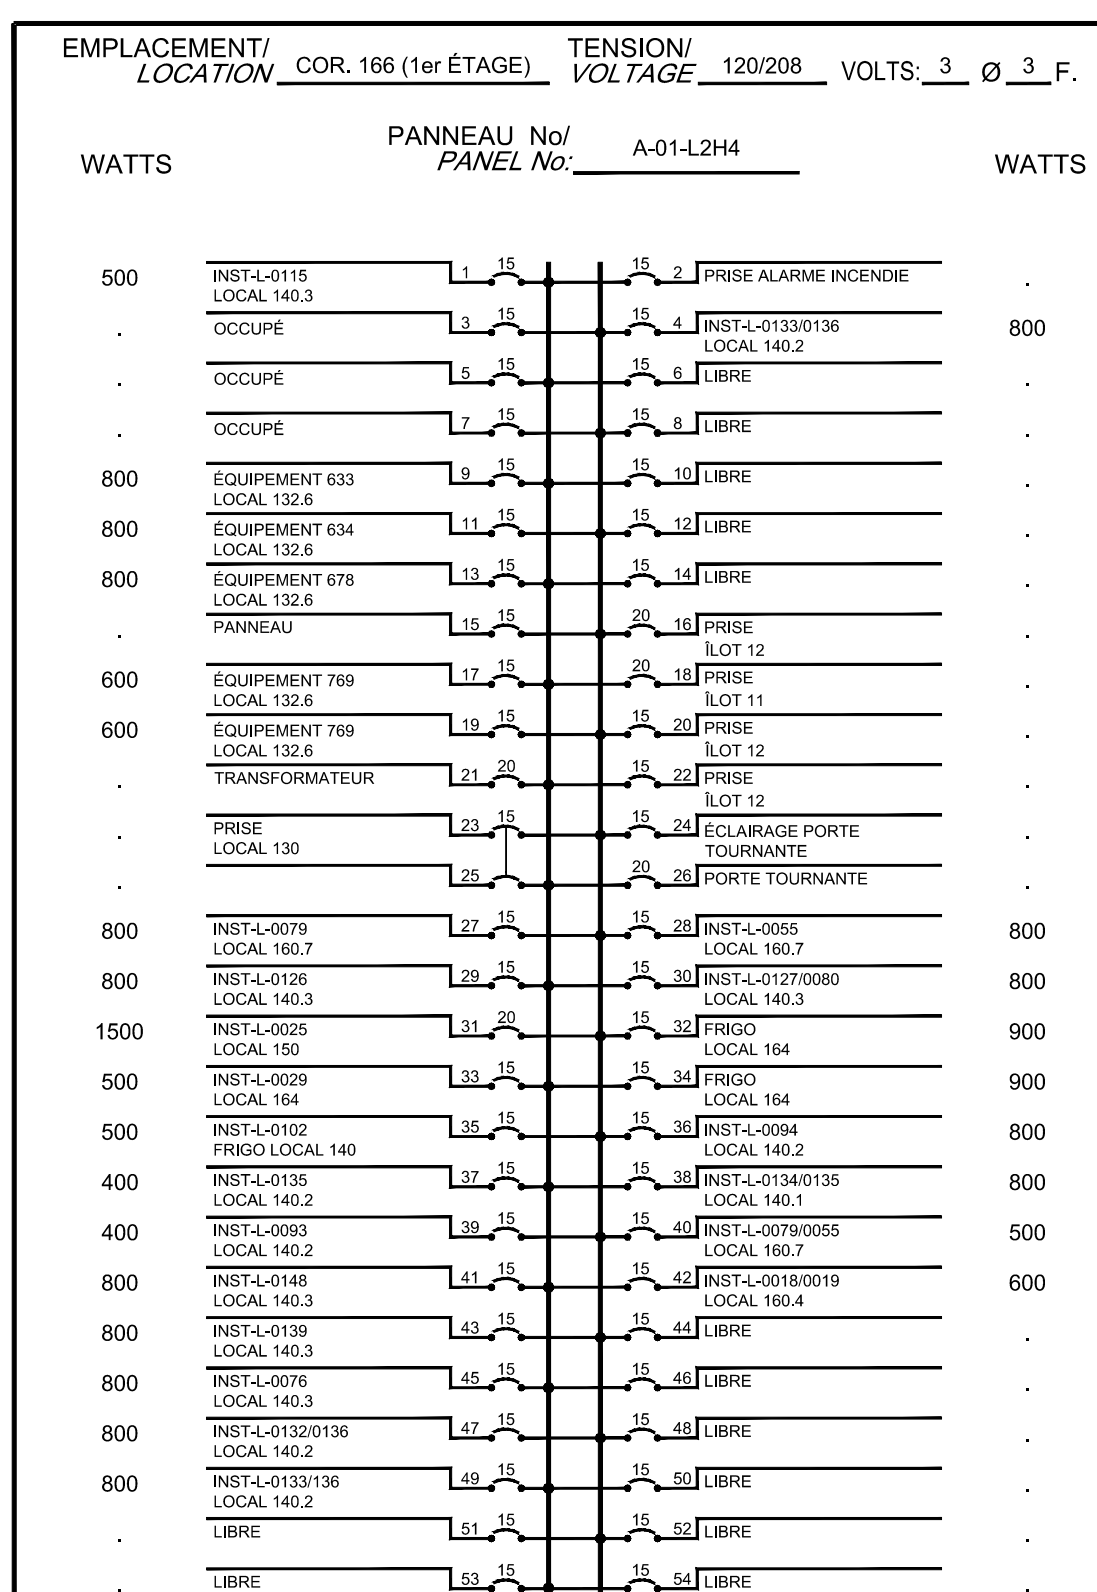 EMPLACEMENT/ TENSION/
LOCATION COR. 166 (1er ÉTAGE) VOLTAGE 120/208 VOLTS: 3 Ø 3 F.
PANNEAU No/
PANEL No: A-01-L2H4
WATTS WATTS
500 INST-L-0115 1 15 15 2 PRISE ALARME INCENDIE .
LOCAL 140.3
. OCCUPÉ 3 15 15 4 INST-L-0133/0136 800
LOCAL 140.2
. OCCUPÉ 5 15 15 6 LIBRE .
. OCCUPÉ 7 15 15 8 LIBRE .
800 ÉQUIPEMENT 633 9 15 15 10 LIBRE .
LOCAL 132.6
800 ÉQUIPEMENT 634 11 15 15 12 LIBRE .
LOCAL 132.6
800 ÉQUIPEMENT 678 13 15 15 14 LIBRE .
LOCAL 132.6
. PANNEAU 15 15 20 16 PRISE .
ÎLOT 12
600 ÉQUIPEMENT 769 17 15 20 18 PRISE .
LOCAL 132.6 ÎLOT 11
600 ÉQUIPEMENT 769 19 15 15 20 PRISE .
LOCAL 132.6 ÎLOT 12
. TRANSFORMATEUR 21 20 15 22 PRISE .
ÎLOT 12
. PRISE 23 15 15 24 ÉCLAIRAGE PORTE .
LOCAL 130 TOURNANTE
. 25 20 26 PORTE TOURNANTE .
800 INST-L-0079 27 15 15 28 INST-L-0055 800
LOCAL 160.7 LOCAL 160.7
800 INST-L-0126 29 15 15 30 INST-L-0127/0080 800
LOCAL 140.3 LOCAL 140.3
1500 INST-L-0025 31 20 15 32 FRIGO 900
LOCAL 150 LOCAL 164
500 INST-L-0029 33 15 15 34 FRIGO 900
LOCAL 164 LOCAL 164
500 INST-L-0102 35 15 15 36 INST-L-0094 800
FRIGO LOCAL 140 LOCAL 140.2
400 INST-L-0135 37 15 15 38 INST-L-0134/0135 800
LOCAL 140.2 LOCAL 140.1
400 INST-L-0093 39 15 15 40 INST-L-0079/0055 500
LOCAL 140.2 LOCAL 160.7
800 INST-L-0148 41 15 15 42 INST-L-0018/0019 600
LOCAL 140.3 LOCAL 160.4
800 INST-L-0139 43 15 15 44 LIBRE .
LOCAL 140.3
800 INST-L-0076 45 15 15 46 LIBRE .
LOCAL 140.3
800 INST-L-0132/0136 47 15 15 48 LIBRE .
LOCAL 140.2
800 INST-L-0133/136 49 15 15 50 LIBRE .
LOCAL 140.2
. LIBRE 51 15 15 52 LIBRE .
. LIBRE 53 15 15 54 LIBRE .